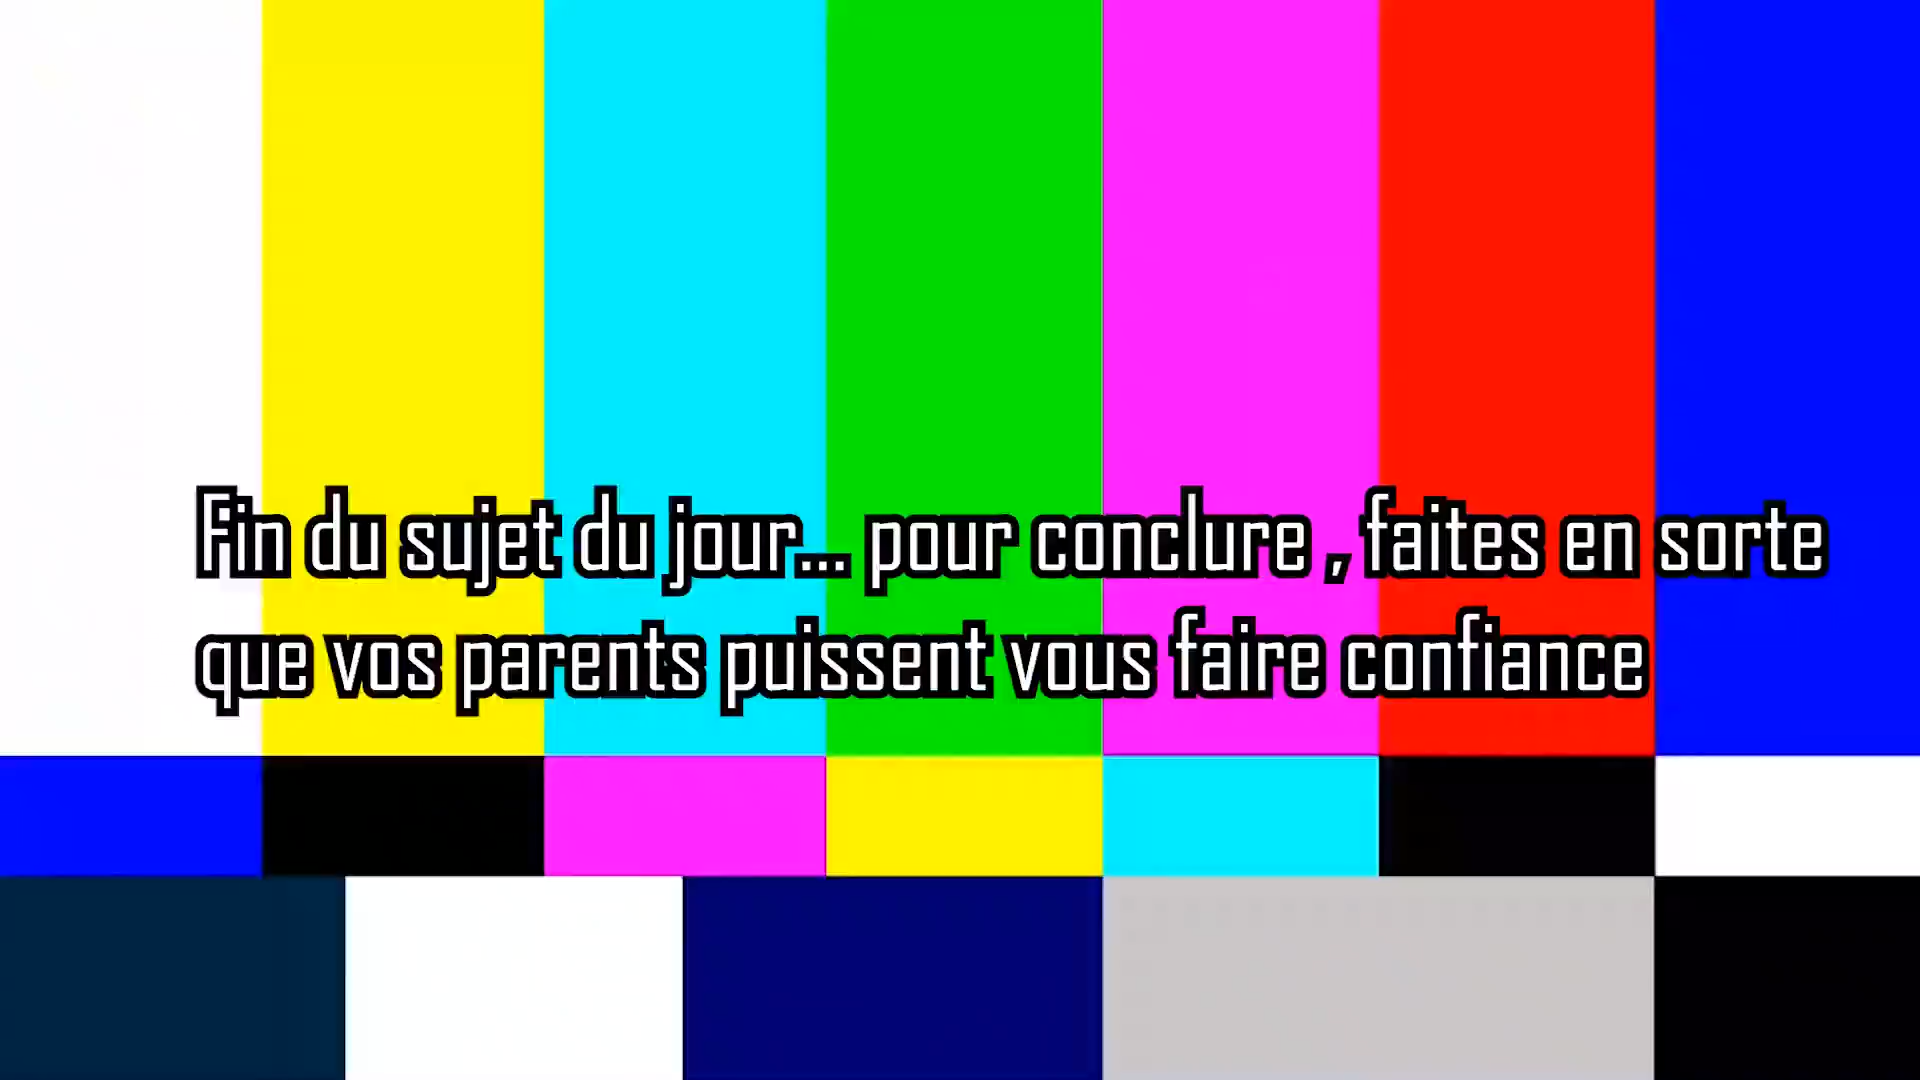 Fin du sujet du jour... pour conclure , faites en sorte
que vos parents puissent vous faire confiance